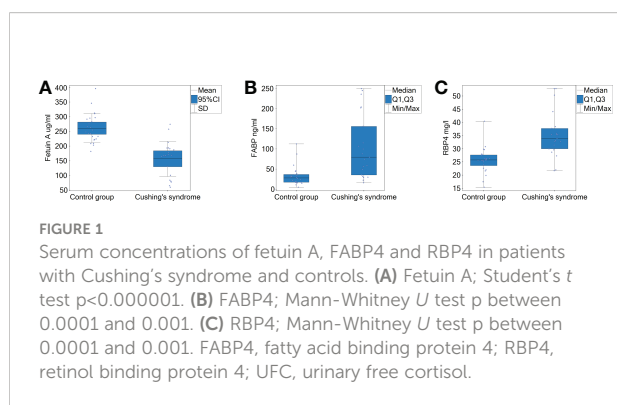 A
Mean
95%CI
SD
Fetuin A ug/ml
400
350
300
250
200
150
100
50
Control group Cushing's syndrome
B
Median
Q1,Q3
Min/Max
FABP ng/ml
250
200
150
100
50
0
Control group Cushing's syndrome
C
Median
Q1,Q3
Min/Max
RBP4 mg/l
50
45
40
35
30
25
20
15
Control group Cushing's syndrome
FIGURE 1
Serum concentrations of fetuin A, FABP4 and RBP4 in patients
with Cushing's syndrome and controls. (A) Fetuin A; Student's t
test p<0.000001. (B) FABP4; Mann-Whitney U test p between
0.0001 and 0.001. (C) RBP4; Mann-Whitney U test p between
0.0001 and 0.001. FABP4, fatty acid binding protein 4; RBP4,
retinol binding protein 4; UFC, urinary free cortisol.